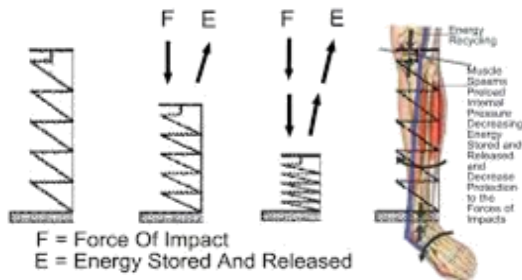 F E
F E
Energy
Recycling
Muscle
Spasms
Preload
Internal
Pressure
Decreasing
Energy
Stored and
Released and
Decrease
Protection
to the
Forces of
Impacts
F = Force Of Impact
E = Energy Stored And Released